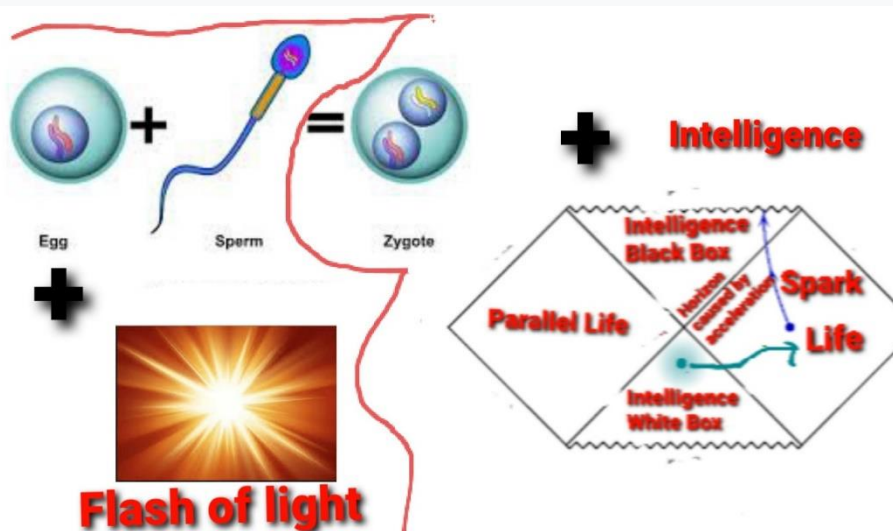 +
=
Egg
Sperm
Zygote
+
Flash of light
+
Intelligence
Intelligence
Black Box
Horizon
caused by
acceleration
Spark
Parallel Life
Life
Intelligence
White Box